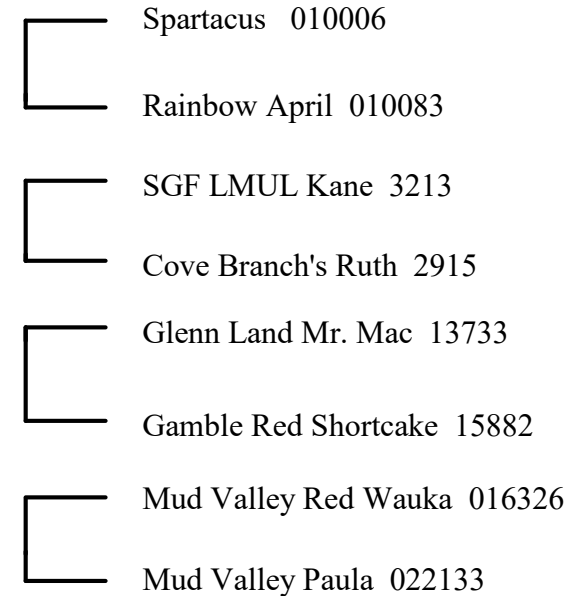 Spartacus 010006
Rainbow April 010083
SGF LMUL Kane 3213
Cove Branch's Ruth 2915
Glenn Land Mr. Mac 13733
Gamble Red Shortcake 15882
Mud Valley Red Wauka 016326
Mud Valley Paula 022133